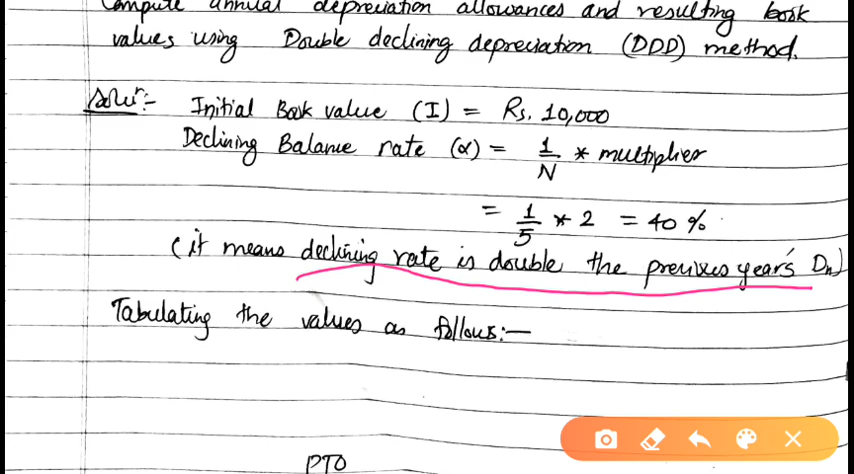 Compute annual depreciation allowances and resulting book
values using Double declining depreciation (DDD) method.
Solun:- Initial Book value (I) = Rs. 10,000
Declining Balance rate (α) = 1/N * multiplier
= 1/5 * 2 = 40 %
(it means declining rate is double the previous year's Dn)
Tabulating the values as follows:-
PTO